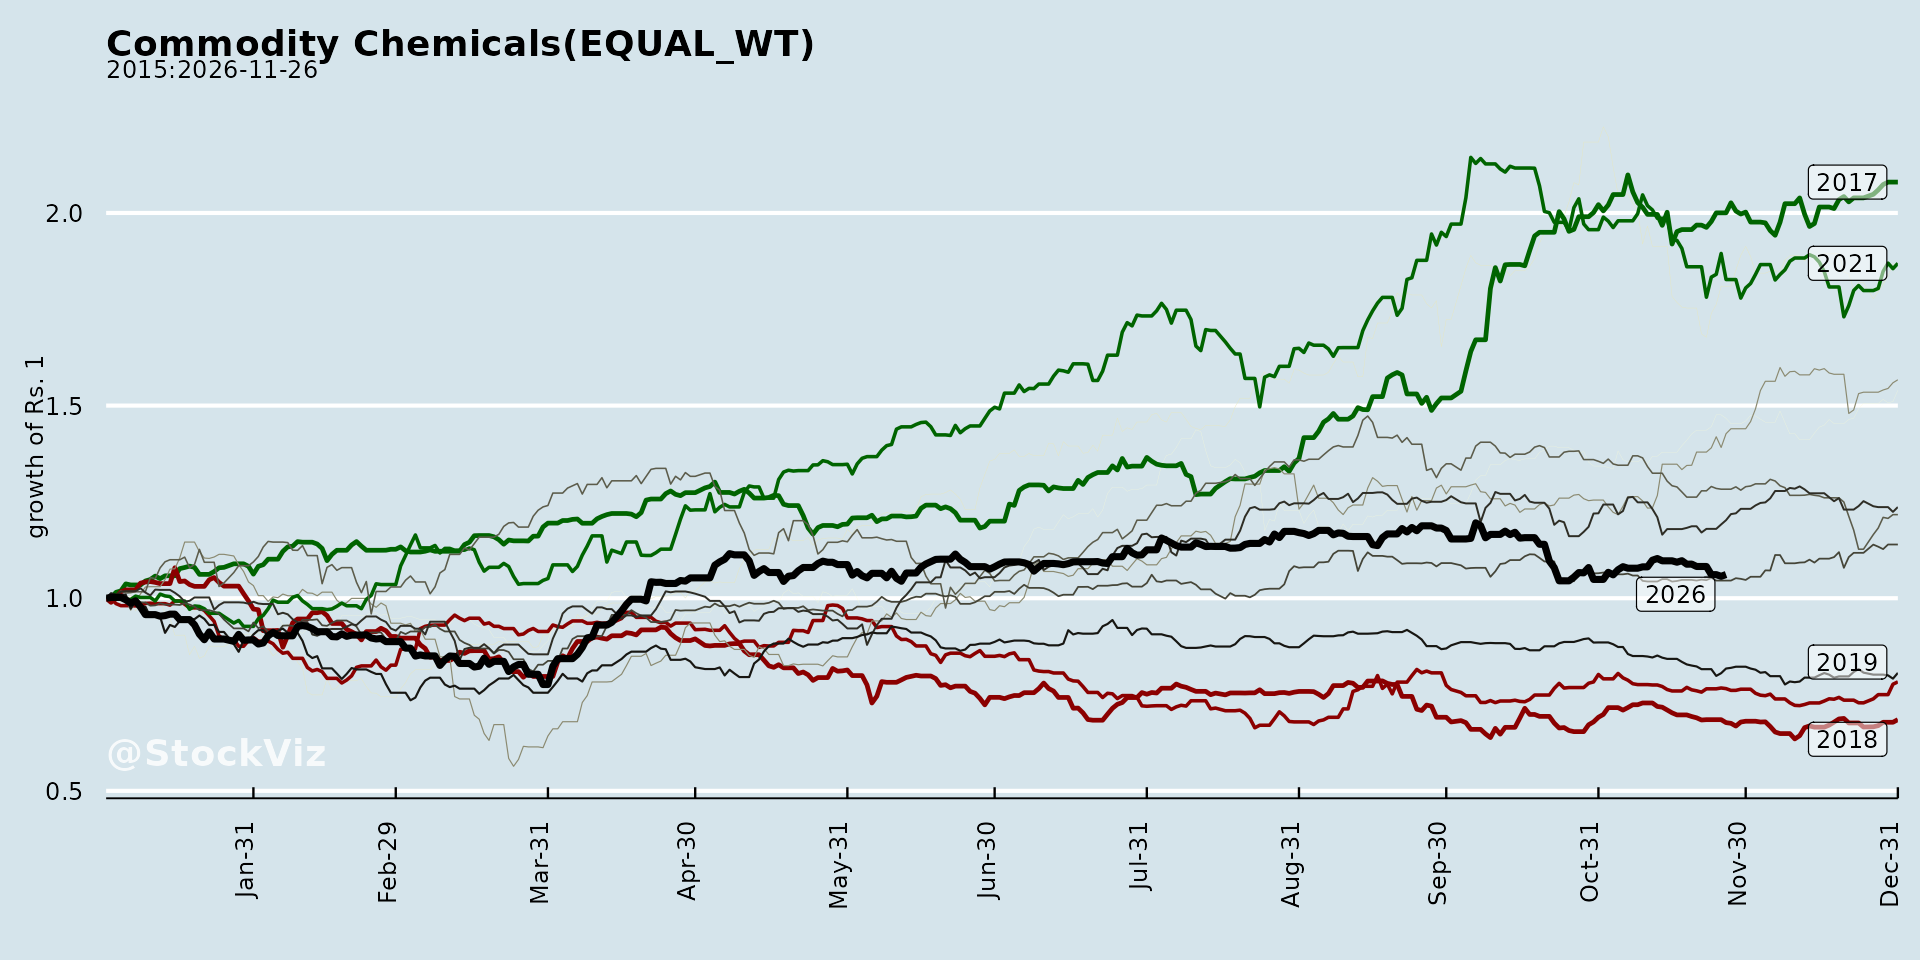 Commodity Chemicals(EQUAL_WT)
2015:2026-11-26
growth of Rs. 1
2.0
1.5
1.0
0.5
2017
2021
2026
2019
2018
@StockViz
Jan-31
Feb-29
Mar-31
Apr-30
May-31
Jun-30
Jul-31
Aug-31
Sep-30
Oct-31
Nov-30
Dec-31